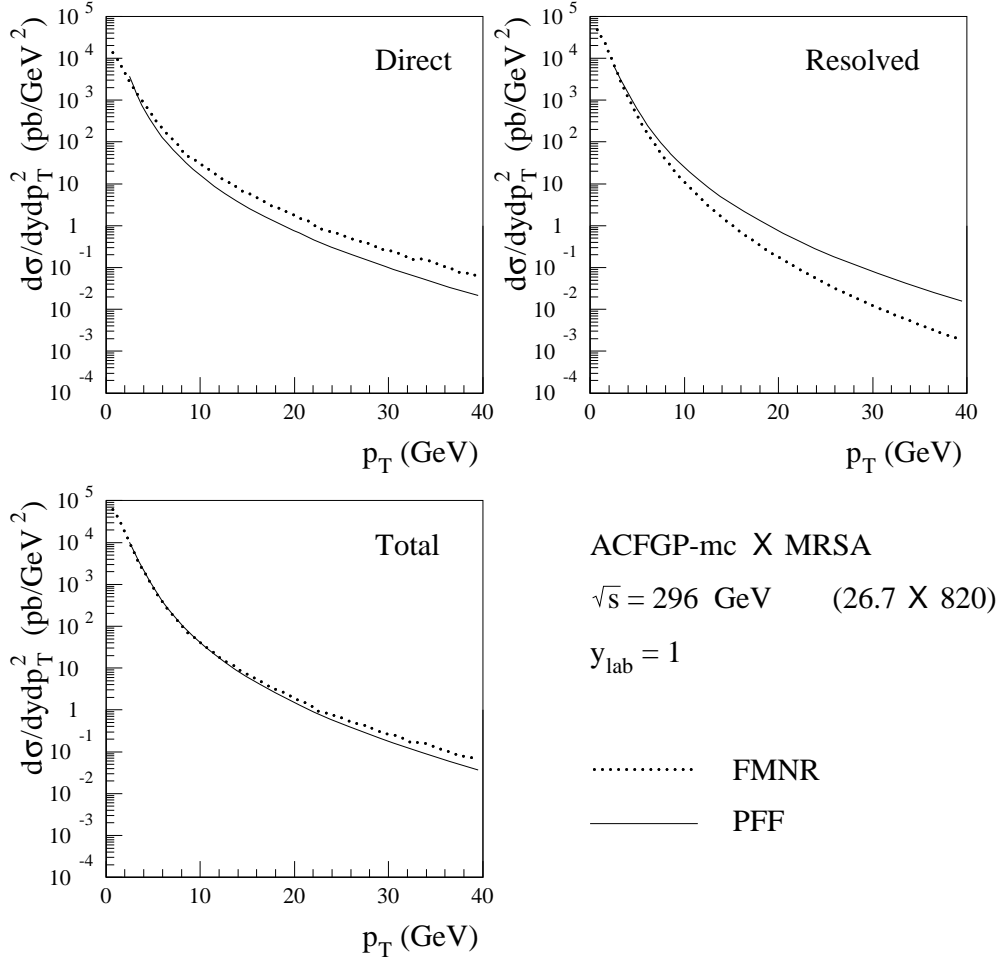 Direct
dσ/dydp_T^2 (pb/GeV^2)
10^5
10^4
10^3
10^2
10
1
10^-1
10^-2
10^-3
10^-4
0 10 20 30 40
p_T (GeV)
Resolved
dσ/dydp_T^2 (pb/GeV^2)
10^5
10^4
10^3
10^2
10
1
10^-1
10^-2
10^-3
10^-4
0 10 20 30 40
p_T (GeV)
Total
dσ/dydp_T^2 (pb/GeV^2)
10^5
10^4
10^3
10^2
10
1
10^-1
10^-2
10^-3
10^-4
0 10 20 30 40
p_T (GeV)
ACFGP-mc X MRSA
√s = 296 GeV (26.7 X 820)
y_lab = 1
FMNR
PFF